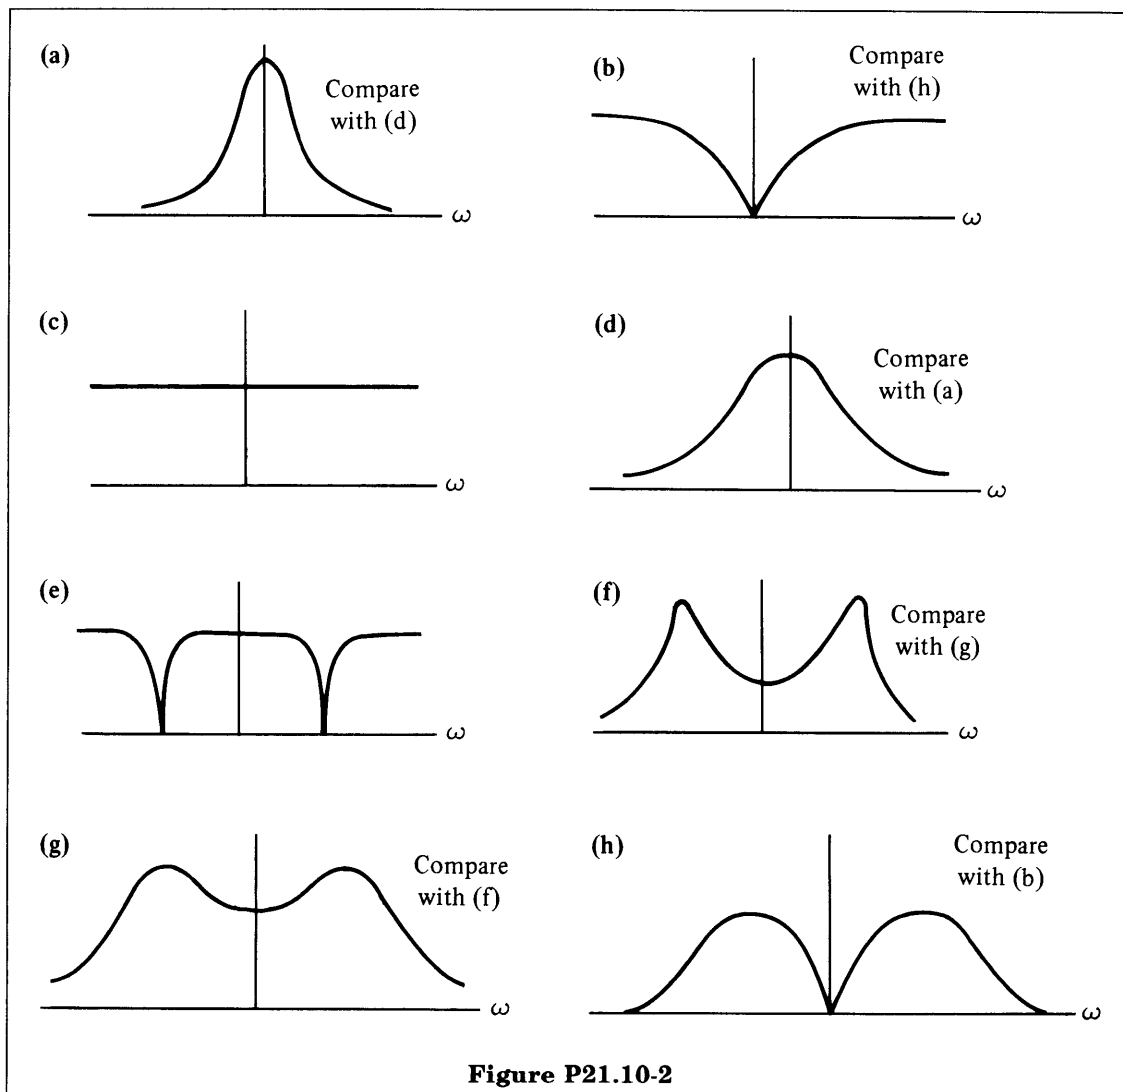 (a)
Compare
with (d)
ω
(b)
Compare
with (h)
ω
(c)
ω
(d)
Compare
with (a)
ω
(e)
ω
(f)
Compare
with (g)
ω
(g)
Compare
with (f)
ω
(h)
Compare
with (b)
ω
Figure P21.10-2